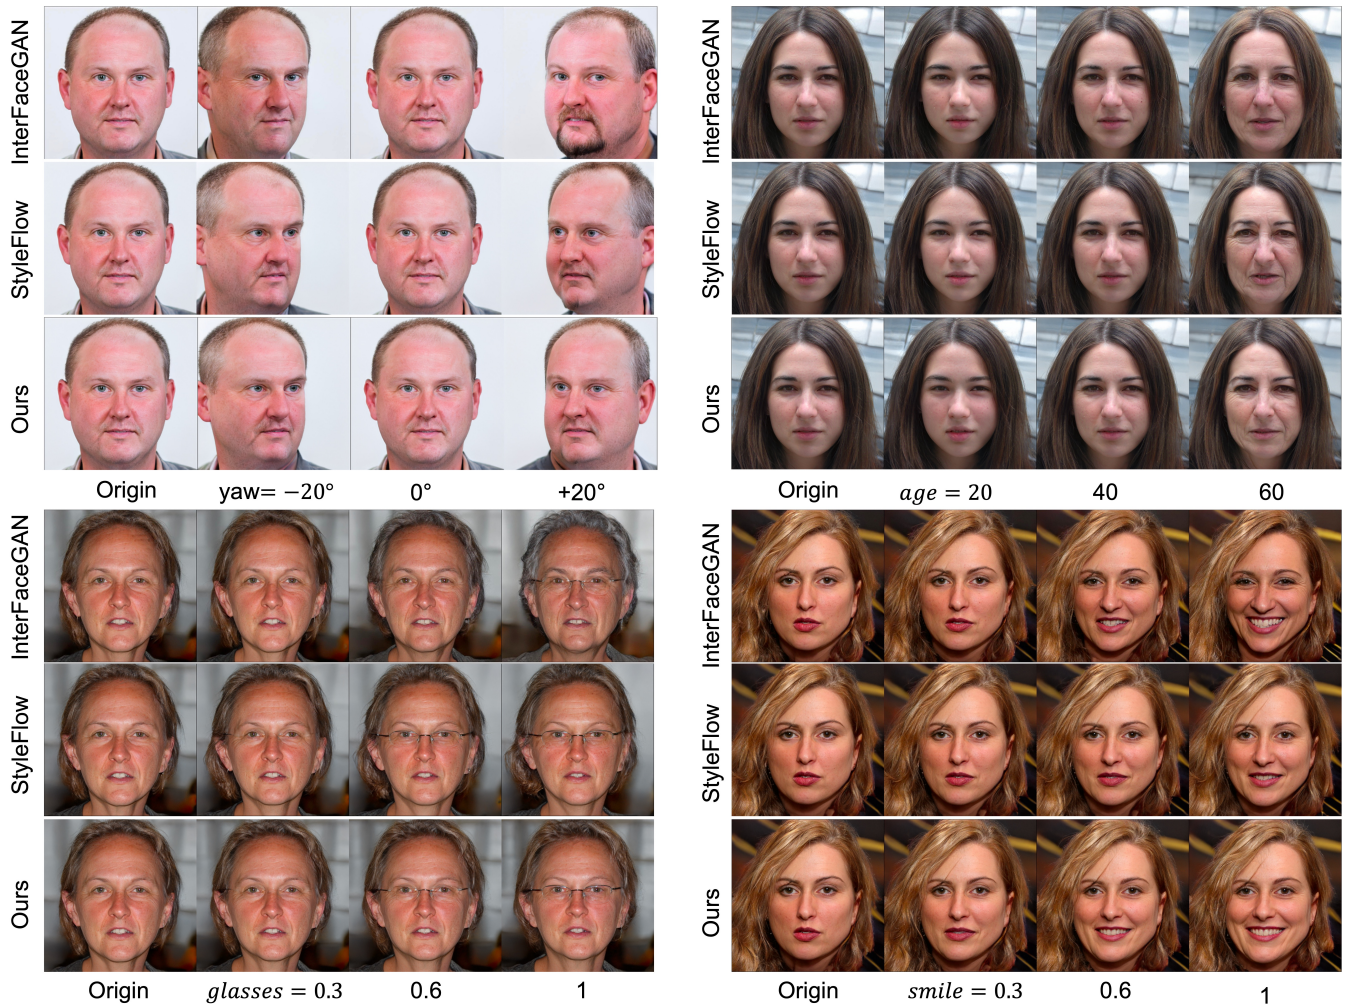 InterFaceGAN
StyleFlow
Ours
Origin yaw= −20° 0° +20°
InterFaceGAN
StyleFlow
Ours
Origin age = 20 40 60
InterFaceGAN
StyleFlow
Ours
Origin glasses = 0.3 0.6 1
InterFaceGAN
StyleFlow
Ours
Origin smile = 0.3 0.6 1